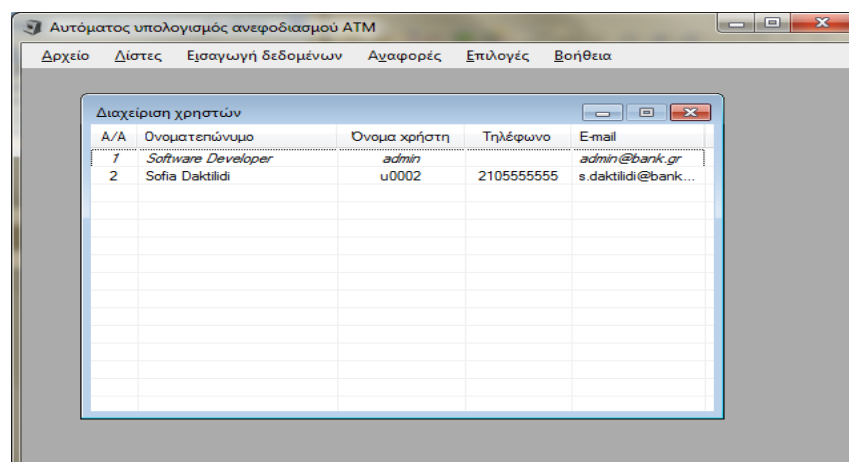 Αυτόματος υπολογισμός ανεφοδιασμού ATM
Αρχείο Λίστες Εισαγωγή δεδομένων Αναφορές Επιλογές Βοήθεια
Διαχείριση χρηστών
Α/Α Ονοματεπώνυμο Όνομα χρήστη Τηλέφωνο E-mail
1 Software Developer admin admin@bank.gr
2 Sofia Daktilidi u0002 2105555555 s.daktilidi@bank...